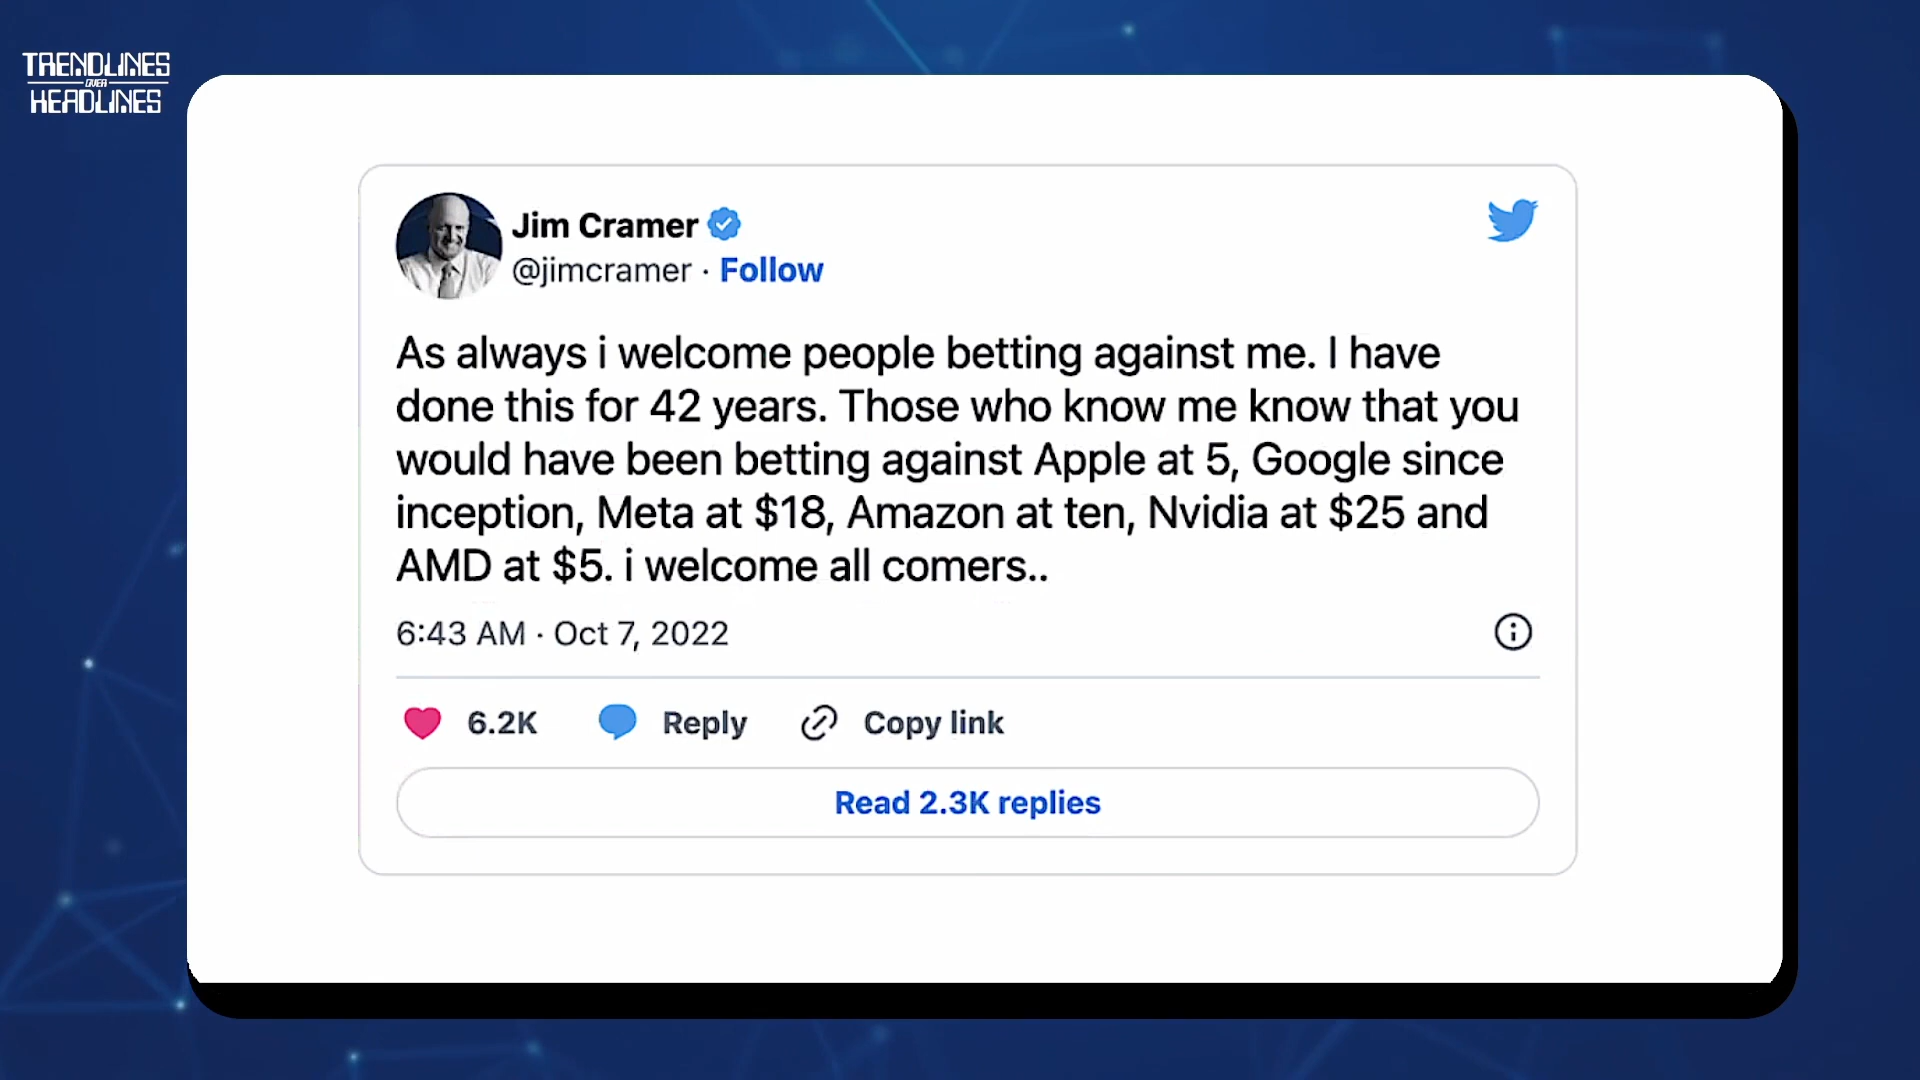 TRENDLINES
OVER
HEADLINES
Jim Cramer
@jimcramer · Follow
As always i welcome people betting against me. I have
done this for 42 years. Those who know me know that you
would have been betting against Apple at 5, Google since
inception, Meta at $18, Amazon at ten, Nvidia at $25 and
AMD at $5. i welcome all comers..
6:43 AM · Oct 7, 2022
6.2K Reply Copy link
Read 2.3K replies